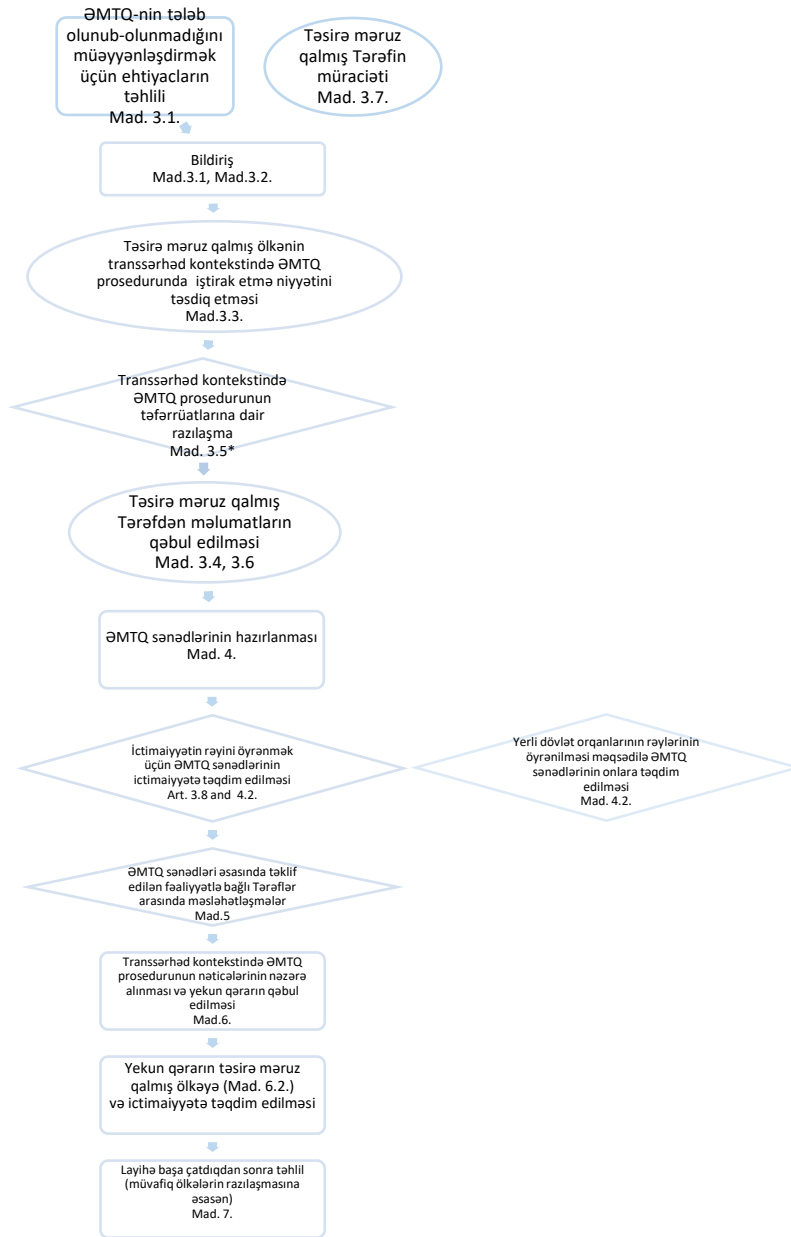 ƏMTQ-nin tələb
olunub-olunmadığını
müəyyənləşdirmək
üçün ehtiyacların
təhlili
Mad. 3.1.
Təsirə məruz
qalmış Tərəfin
müraciəti
Mad. 3.7.
Bildiriş
Mad.3.1, Mad.3.2.
Təsirə məruz qalmış ölkənin
transsərhəd kontekstində ƏMTQ
prosedurunda iştirak etmə niyyətini
təsdiq etməsi
Mad.3.3.
Transsərhəd kontekstində
ƏMTQ prosedurunun
təfərrüatlarına dair
razılaşma
Mad. 3.5*
Təsirə məruz qalmış
Tərəfdən məlumatların
qəbul edilməsi
Mad. 3.4, 3.6
ƏMTQ sənədlərinin hazırlanması
Mad. 4.
İctimaiyyətin rəyini öyrənmək
üçün ƏMTQ sənədlərinin
ictimaiyyətə təqdim edilməsi
Art. 3.8 and 4.2.
Yerli dövlət orqanlarının rəylərinin
öyrənilməsi məqsədilə ƏMTQ
sənədlərinin onlara təqdim
edilməsi
Mad. 4.2.
ƏMTQ sənədləri əsasında təklif
edilən fəaliyyətlə bağlı Tərəflər
arasında məsləhətləşmələr
Mad.5
Transsərhəd kontekstində ƏMTQ
prosedurunun nəticələrinin nəzərə
alınması və yekun qərarın qəbul
edilməsi
Mad.6.
Yekun qərarın təsirə məruz
qalmış ölkəyə (Mad. 6.2.)
və ictimaiyyətə təqdim edilməsi
Layihə başa çatdıqdan sonra təhlil
(müvafiq ölkələrin razılaşmasına
əsasən)
Mad. 7.